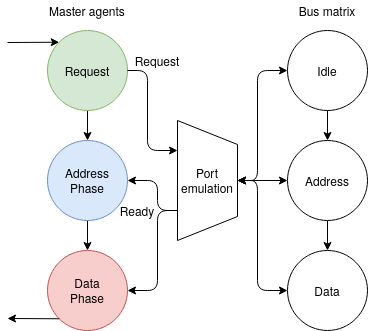 Master agents
Bus matrix
Request
Request
Idle
Address
Phase
Port
emulation
Address
Ready
Data
Phase
Data